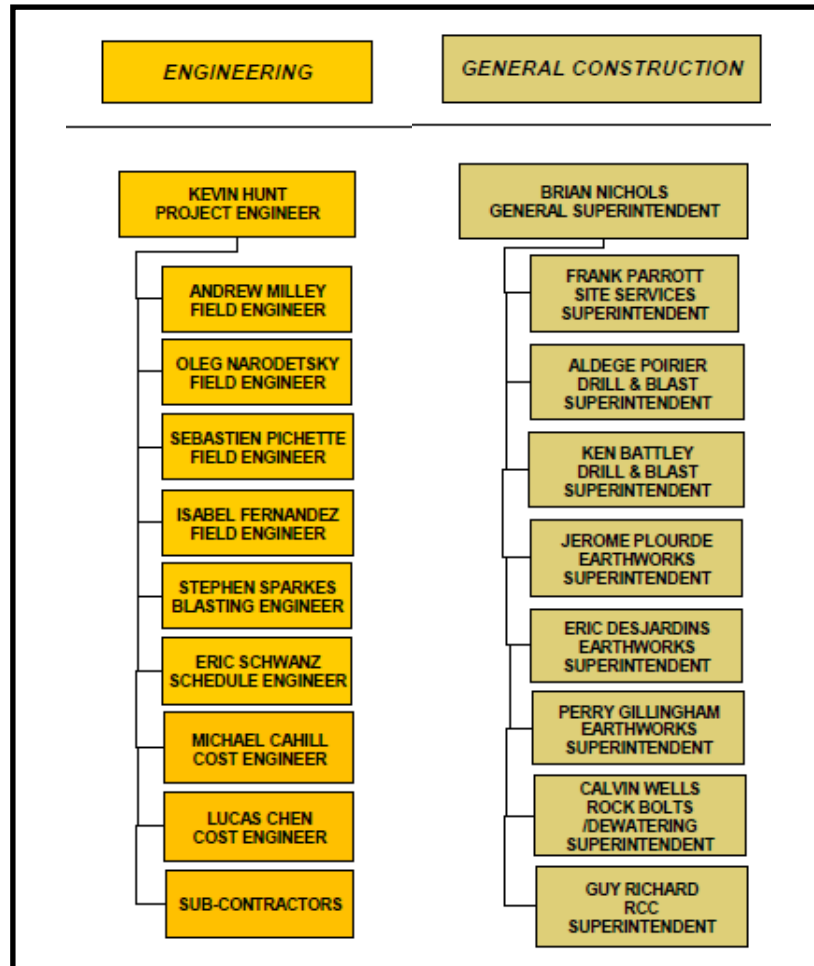 ENGINEERING
KEVIN HUNT
PROJECT ENGINEER
ANDREW MILLEY
FIELD ENGINEER
OLEG NARODETSKY
FIELD ENGINEER
SEBASTIEN PICHETTE
FIELD ENGINEER
ISABEL FERNANDEZ
FIELD ENGINEER
STEPHEN SPARKES
BLASTING ENGINEER
ERIC SCHWANZ
SCHEDULE ENGINEER
MICHAEL CAHILL
COST ENGINEER
LUCAS CHEN
COST ENGINEER
SUB-CONTRACTORS
GENERAL CONSTRUCTION
BRIAN NICHOLS
GENERAL SUPERINTENDENT
FRANK PARROTT
SITE SERVICES
SUPERINTENDENT
ALDEGE POIRIER
DRILL & BLAST
SUPERINTENDENT
KEN BATTLEY
DRILL & BLAST
SUPERINTENDENT
JEROME PLOURDE
EARTHWORKS
SUPERINTENDENT
ERIC DESJARDINS
EARTHWORKS
SUPERINTENDENT
PERRY GILLINGHAM
EARTHWORKS
SUPERINTENDENT
CALVIN WELLS
ROCK BOLTS
/DEWATERING
SUPERINTENDENT
GUY RICHARD
RCC
SUPERINTENDENT